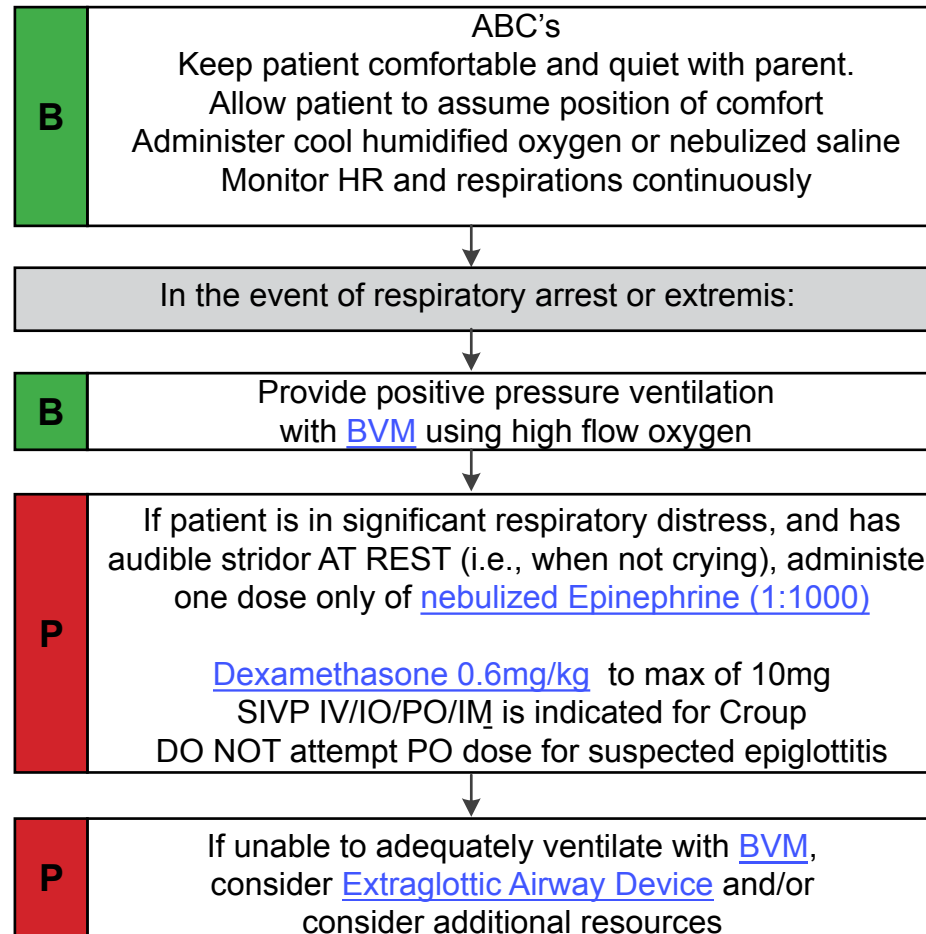 B
ABC's
Keep patient comfortable and quiet with parent.
Allow patient to assume position of comfort
Administer cool humidified oxygen or nebulized saline
Monitor HR and respirations continuously
In the event of respiratory arrest or extremis:
B
Provide positive pressure ventilation
with BVM using high flow oxygen
P
If patient is in significant respiratory distress, and has
audible stridor AT REST (i.e., when not crying), administe
one dose only of nebulized Epinephrine (1:1000)
Dexamethasone 0.6mg/kg to max of 10mg
SIVP IV/IO/PO/IM is indicated for Croup
DO NOT attempt PO dose for suspected epiglottitis
P
If unable to adequately ventilate with BVM,
consider Extraglottic Airway Device and/or
consider additional resources